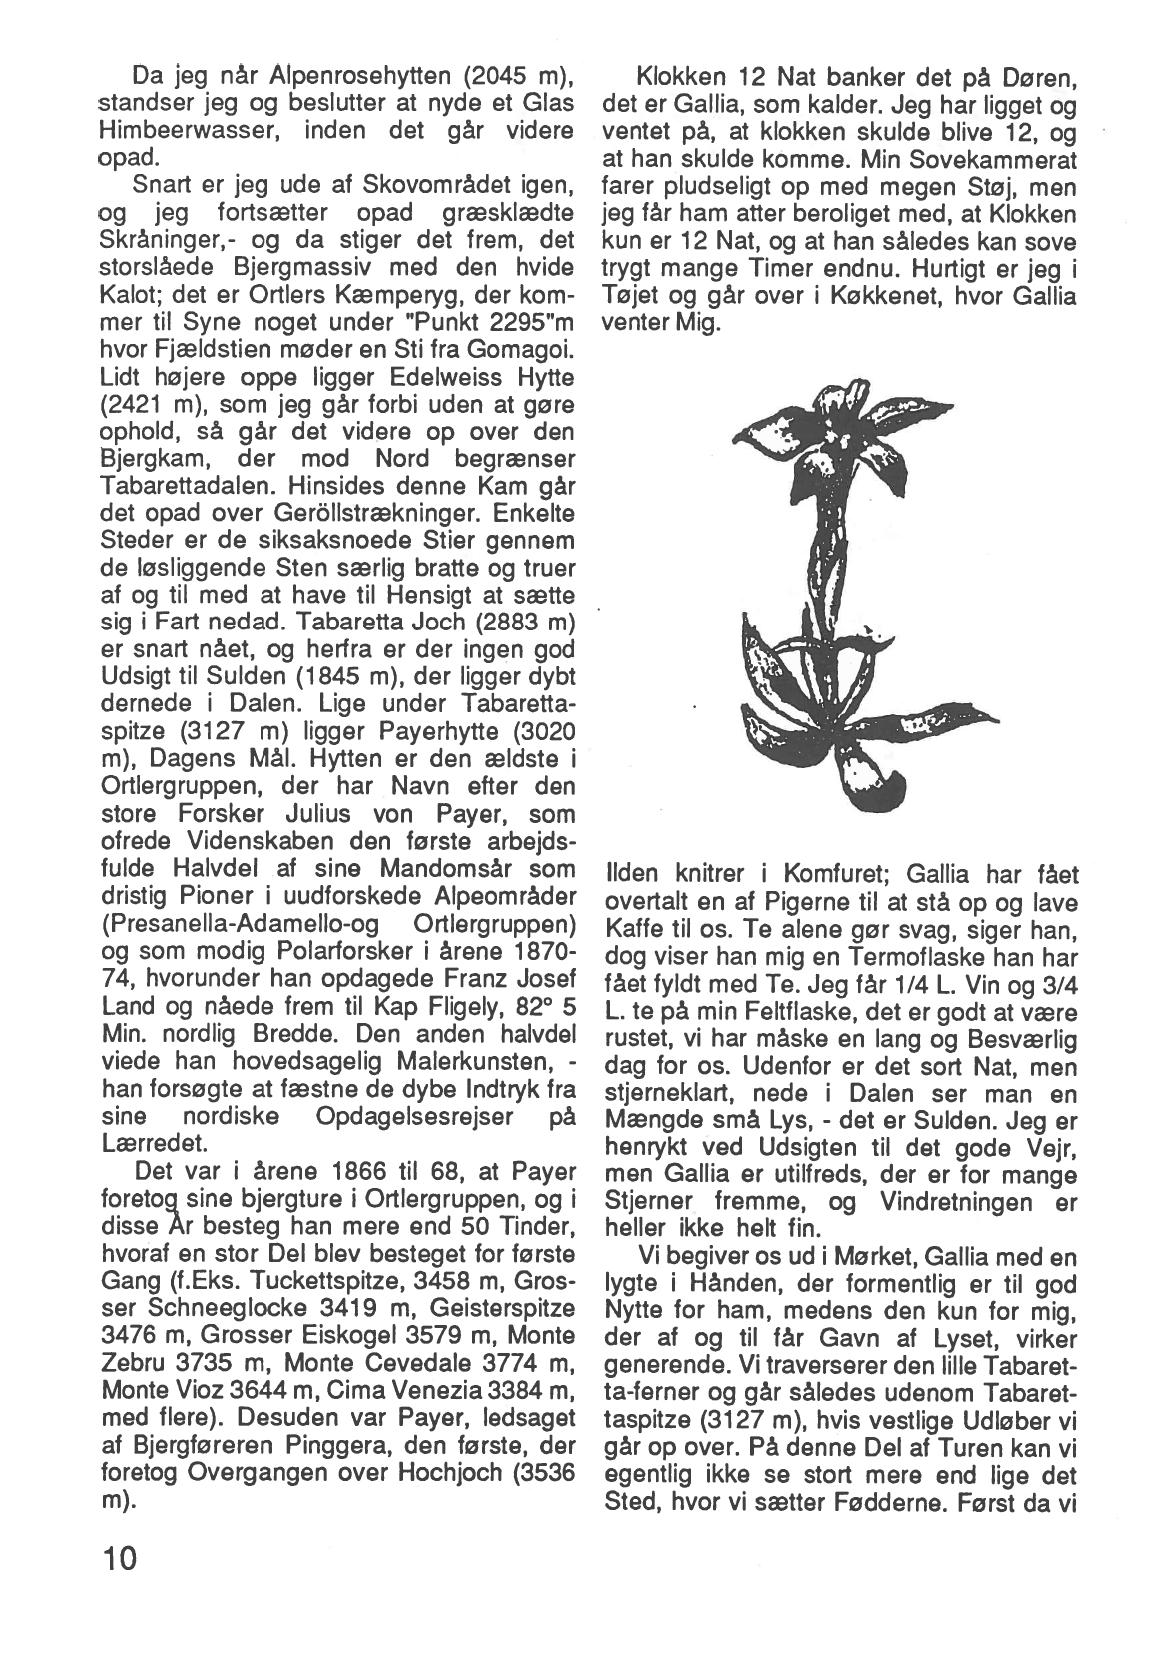 Da jeg når Alpenrosehytten (2045 m),
standser jeg og beslutter at nyde et Glas
Himbeerwasser, inden det går videre
opad.
Snart er jeg ude af Skovområdet igen,
og jeg fortsætter opad græsklædte
Skråninger,- og da stiger det frem, det
storslåede Bjergmassiv med den hvide
Kalot; det er Ortlers Kæmperyg, der kom-
mer til Syne noget under "Punkt 2295"m
hvor Fjældstien møder en Sti fra Gomagoi.
Lidt højere oppe ligger Edelweiss Hytte
(2421 m), som jeg går forbi uden at gøre
ophold, så går det videre op over den
Bjergkam, der mod Nord begrænser
Tabarettadalen. Hinsides denne Kam går
det opad over Geröllstrækninger. Enkelte
Steder er de siksaksnoede Stier gennem
de løsliggende Sten særlig bratte og truer
af og til med at have til Hensigt at sætte
sig i Fart nedad. Tabaretta Joch (2883 m)
er snart nået, og herfra er der ingen god
Udsigt til Sulden (1845 m), der ligger dybt
dernede i Dalen. Lige under Tabaretta-
spitze (3127 m) ligger Payerhytte (3020
m), Dagens Mål. Hytten er den ældste i
Ortlergruppen, der har Navn efter den
store Forsker Julius von Payer, som
ofrede Videnskaben den første arbejds-
fulde Halvdel af sine Mandomsår som
dristig Pioner i uudforskede Alpeområder
(Presanella-Adamello-og Ortlergruppen)
og som modig Polarforsker i årene 1870-
74, hvorunder han opdagede Franz Josef
Land og nåede frem til Kap Fligely, 82° 5
Min. nordlig Bredde. Den anden halvdel
viede han hovedsagelig Malerkunsten, -
han forsøgte at fæstne de dybe Indtryk fra
sine nordiske Opdagelsesrejser på
Lærredet.
Det var i årene 1866 til 68, at Payer
foretog sine bjergture i Ortlergruppen, og i
disse År besteg han mere end 50 Tinder,
hvoraf en stor Del blev besteget for første
Gang (f.Eks. Tuckettspitze, 3458 m, Gros-
ser Schneeglocke 3419 m, Geisterspitze
3476 m, Grosser Eiskogel 3579 m, Monte
Zebru 3735 m, Monte Cevedale 3774 m,
Monte Vioz 3644 m, Cima Venezia 3384 m,
med flere). Desuden var Payer, ledsaget
af Bjergføreren Pinggera, den første, der
foretog Overgangen over Hochjoch (3536
m).
Klokken 12 Nat banker det på Døren,
det er Gallia, som kalder. Jeg har ligget og
ventet på, at klokken skulde blive 12, og
at han skulde komme. Min Sovekammerat
farer pludseligt op med megen Støj, men
jeg får ham atter beroliget med, at Klokken
kun er 12 Nat, og at han således kan sove
trygt mange Timer endnu. Hurtigt er jeg i
Tøjet og går over i Køkkenet, hvor Gallia
venter Mig.
Ilden knitrer i Komfuret; Gallia har fået
overtalt en af Pigerne til at stå op og lave
Kaffe til os. Te alene gør svag, siger han,
dog viser han mig en Termoflaske han har
fået fyldt med Te. Jeg får 1/4 L. Vin og 3/4
L. te på min Feltflaske, det er godt at være
rustet, vi har måske en lang og Besværlig
dag for os. Udenfor er det sort Nat, men
stjerneklart, nede i Dalen ser man en
Mængde små Lys, - det er Sulden. Jeg er
henrykt ved Udsigten til det gode Vejr,
men Gallia er utilfreds, der er for mange
Stjerner fremme, og Vindretningen er
heller ikke helt fin.
Vi begiver os ud i Mørket, Gallia med en
lygte i Hånden, der formentlig er til god
Nytte for ham, medens den kun for mig,
der af og til får Gavn af Lyset, virker
generende. Vi traverserer den lille Tabaret-
ta-ferner og går således udenom Tabaret-
taspitze (3127 m), hvis vestlige Udløber vi
går op over. På denne Del af Turen kan vi
egentlig ikke se stort mere end lige det
Sted, hvor vi sætter Fødderne. Først da vi
10